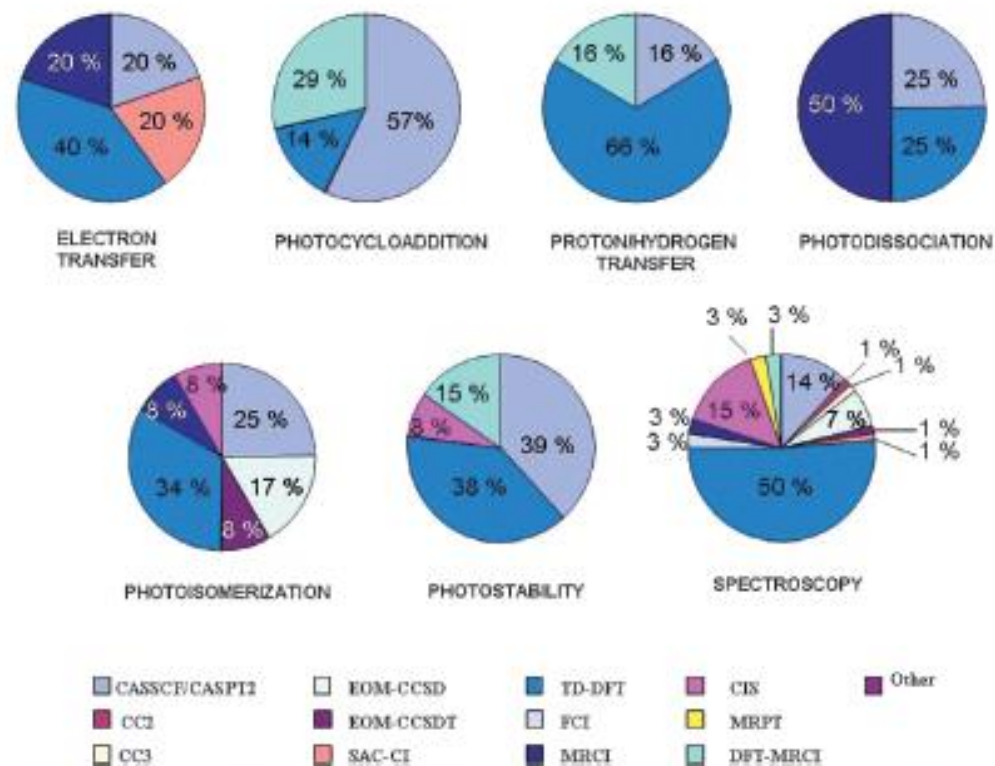 20 %
20 %
20 %
40 %
ELECTRON
TRANSFER
29 %
57%
14 %
PHOTOCYCLOADDITION
16 %
16 %
66 %
PROTON/HYDROGEN
TRANSFER
50 %
25 %
25 %
PHOTODISSOCIATION
8 %
25 %
8 %
34 %
17 %
8 %
PHOTOISOMERIZATION
15 %
8 %
39 %
38 %
PHOTOSTABILITY
3 %
3 %
1 %
1 %
14 %
15 %
7 %
3 %
3 %
1 %
1 %
50 %
SPECTROSCOPY
CASSCF/CASPT2
EOM-CCSD
TD-DFT
CIS
Other
CC2
EOM-CCSDT
FCI
MRPT
CC3
SAC-CI
MRCI
DFT-MRCI